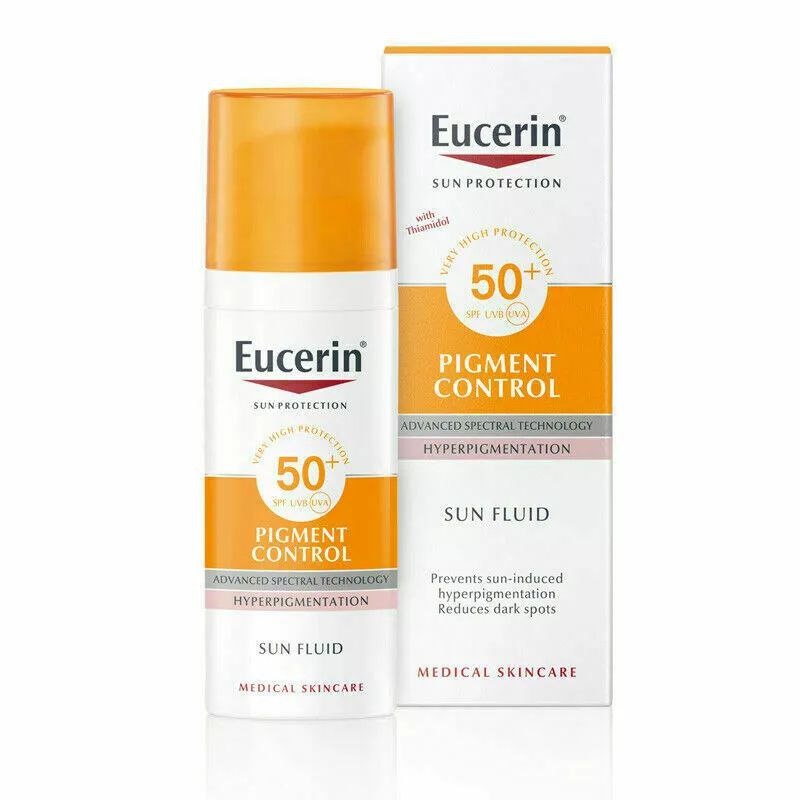 Eucerin®
SUN PROTECTION
VERY HIGH PROTECTION
50+
SPF UVB UVA
PIGMENT
CONTROL
ADVANCED SPECTRAL TECHNOLOGY
HYPERPIGMENTATION
SUN FLUID
MEDICAL SKINCARE
Eucerin®
SUN PROTECTION
with
Thiamidol
VERY HIGH PROTECTION
50+
SPF UVB UVA
PIGMENT
CONTROL
ADVANCED SPECTRAL TECHNOLOGY
HYPERPIGMENTATION
SUN FLUID
Prevents sun-induced
hyperpigmentation
Reduces dark spots
MEDICAL SKINCARE